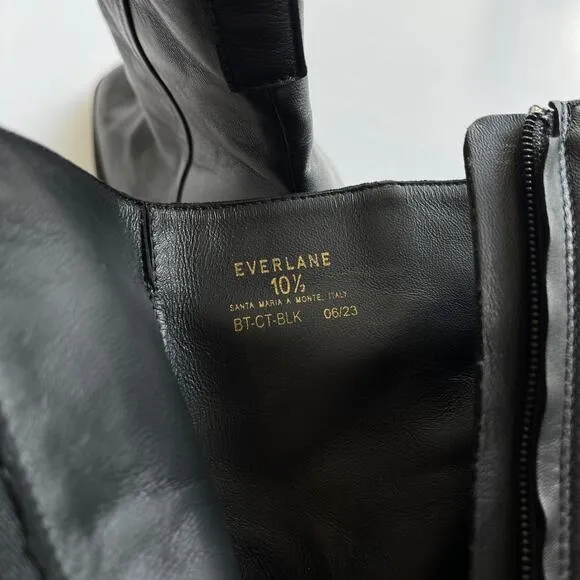 EVERLANE
10½
SANTA MARIA A MONTE, ITALY
BT-CT-BLK 06/23